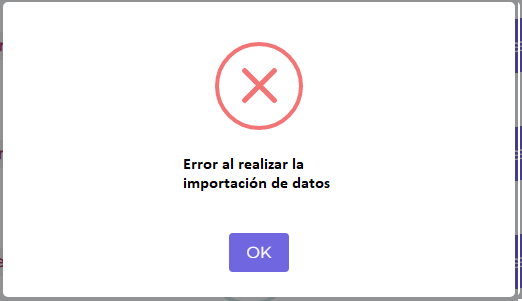 Error al realizar la
importación de datos
OK